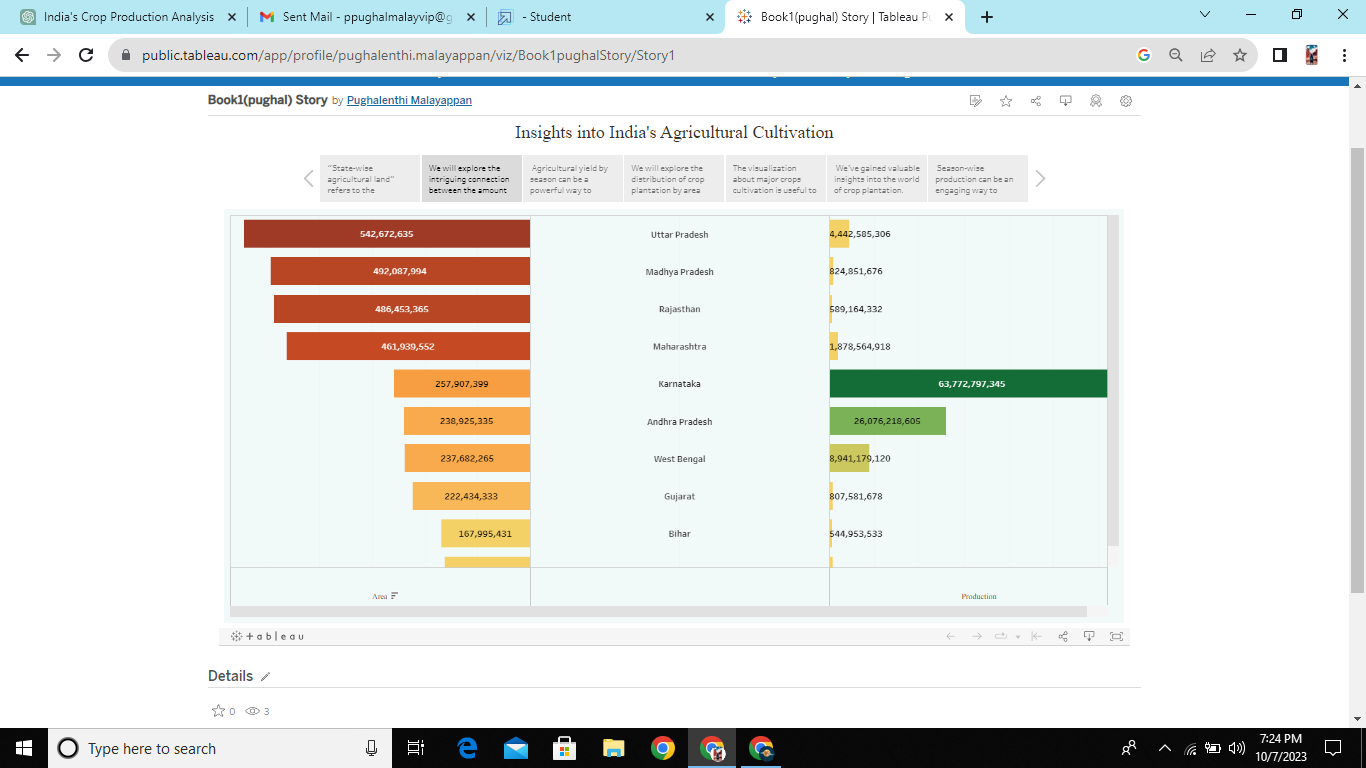 India's Crop Production Analysis
Sent Mail - ppughalmalayvip@g
- Student
Book1(pughal) Story | Tableau Pu
public.tableau.com/app/profile/pughalenthi.malayappan/viz/Book1pughalStory/Story1
Book1(pughal) Story by Pughalenthi Malayappan
Insights into India's Agricultural Cultivation
"State-wise
agricultural land"
refers to the
We will explore the
intriguing connection
between the amount
Agricultural yield by
season can be a
powerful way to
We will explore the
distribution of crop
plantation by area
The visualization
about major crops
cultivation is useful to
We've gained valuable
insights into the world
of crop plantation.
Season-wise
production can be an
engaging way to
542,672,635 Uttar Pradesh 4,442,585,306
492,087,994 Madhya Pradesh 824,851,676
486,453,365 Rajasthan 589,164,332
461,939,552 Maharashtra 1,878,564,918
257,907,399 Karnataka 63,772,797,345
238,925,335 Andhra Pradesh 26,076,218,605
237,682,265 West Bengal 8,941,179,120
222,434,333 Gujarat 807,581,678
167,995,431 Bihar 544,953,533
Area Production
+ableau
Details
0 3
Type here to search
7:24 PM
10/7/2023